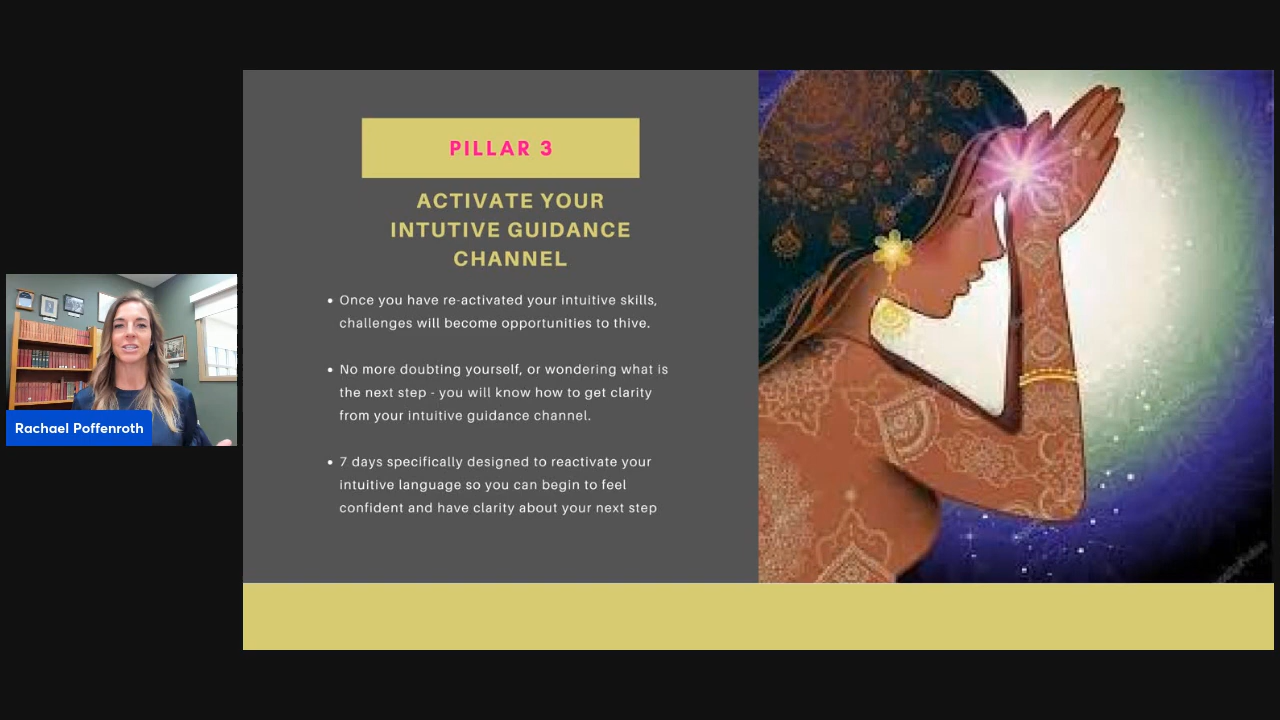 PILLAR 3
ACTIVATE YOUR
INTUTIVE GUIDANCE
CHANNEL
• Once you have re-activated your intuitive skills,
challenges will become opportunities to thrive.
• No more doubting yourself, or wondering what is
the next step - you will know how to get clarity
from your intuitive guidance channel.
• 7 days specifically designed to reactivate your
intuitive language so you can begin to feel
confident and have clarity about your next step
Rachael Poffenroth